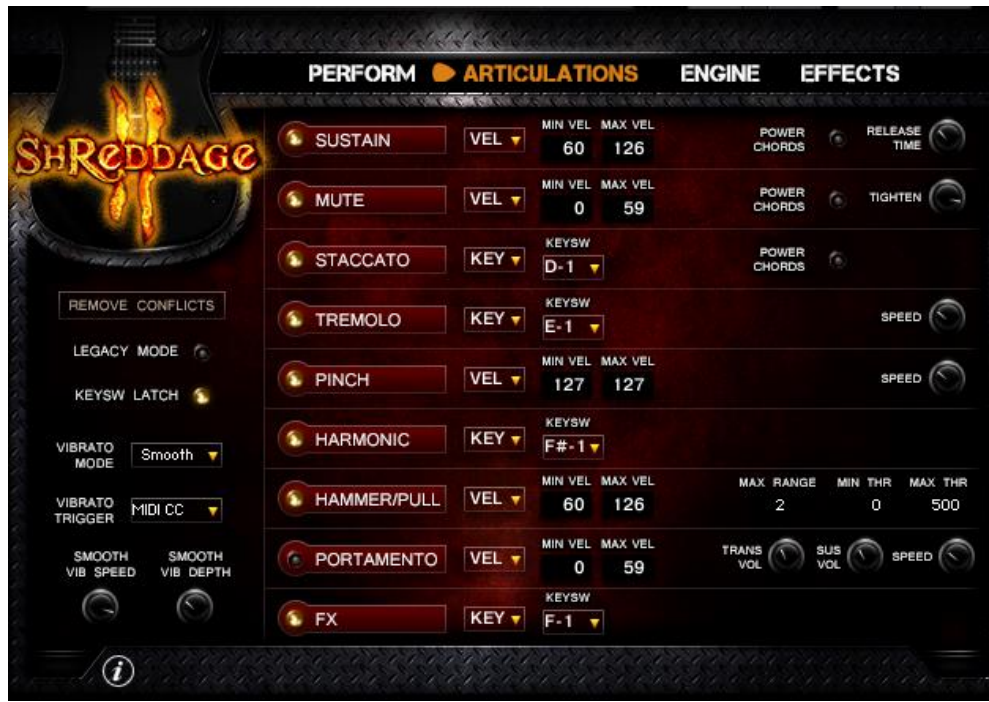 PERFORM ARTICULATIONS ENGINE EFFECTS
SHREDDAGE
II
REMOVE CONFLICTS
LEGACY MODE
KEYSW LATCH
VIBRATO MODE Smooth
VIBRATO TRIGGER MIDI CC
SMOOTH VIB SPEED
SMOOTH VIB DEPTH
SUSTAIN VEL MIN VEL 60 MAX VEL 126 POWER CHORDS RELEASE TIME
MUTE VEL MIN VEL 0 MAX VEL 59 POWER CHORDS TIGHTEN
STACCATO KEY KEYSW D-1 POWER CHORDS
TREMOLO KEY KEYSW E-1 SPEED
PINCH VEL MIN VEL 127 MAX VEL 127 SPEED
HARMONIC KEY KEYSW F#-1
HAMMER/PULL VEL MIN VEL 60 MAX VEL 126 MAX RANGE 2 MIN THR 0 MAX THR 500
PORTAMENTO VEL MIN VEL 0 MAX VEL 59 TRANS VOL SUS VOL SPEED
FX KEY KEYSW F-1
i